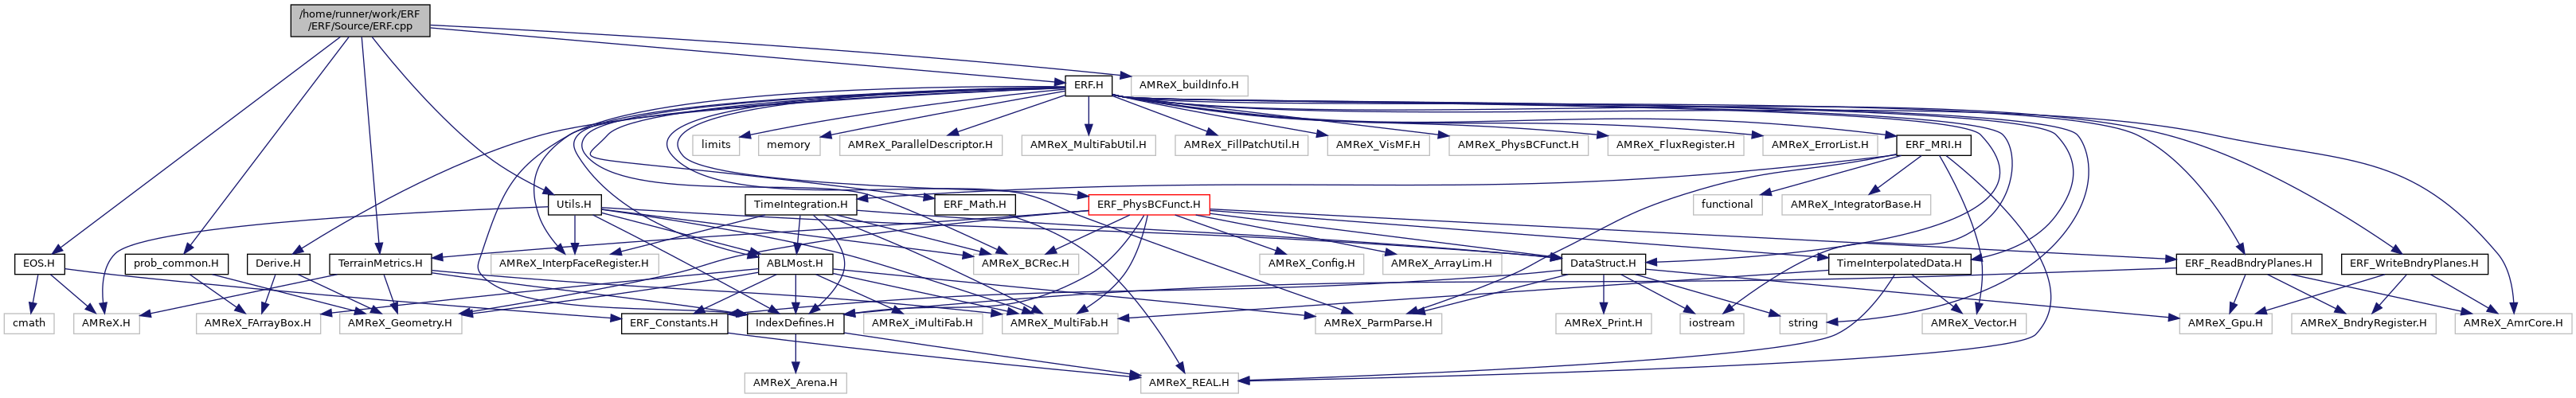 /home/runner/work/ERF
/ERF/Source/ERF.cpp
ERF.H
AMReX_buildInfo.H
limits
memory
AMReX_ParallelDescriptor.H
AMReX_MultiFabUtil.H
AMReX_FillPatchUtil.H
AMReX_VisMF.H
AMReX_PhysBCFunct.H
AMReX_FluxRegister.H
AMReX_ErrorList.H
ERF_MRI.H
Utils.H
TimeIntegration.H
ERF_Math.H
ERF_PhysBCFunct.H
functional
AMReX_IntegratorBase.H
EOS.H
prob_common.H
Derive.H
TerrainMetrics.H
AMReX_InterpFaceRegister.H
ABLMost.H
AMReX_BCRec.H
AMReX_Config.H
AMReX_ArrayLim.H
DataStruct.H
TimeInterpolatedData.H
ERF_ReadBndryPlanes.H
ERF_WriteBndryPlanes.H
cmath
AMReX.H
AMReX_FArrayBox.H
AMReX_Geometry.H
ERF_Constants.H
IndexDefines.H
AMReX_iMultiFab.H
AMReX_MultiFab.H
AMReX_ParmParse.H
AMReX_Print.H
iostream
string
AMReX_Vector.H
AMReX_Gpu.H
AMReX_BndryRegister.H
AMReX_AmrCore.H
AMReX_Arena.H
AMReX_REAL.H